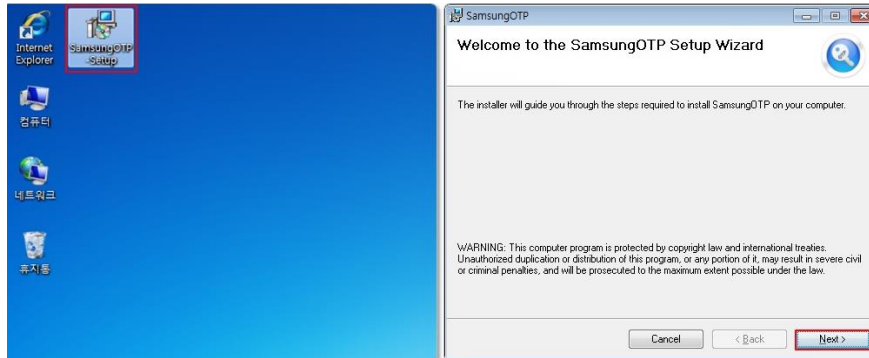 Internet
Explorer
SamsungOTP
-Setup
컴퓨터
네트워크
휴지통
SamsungOTP
Welcome to the SamsungOTP Setup Wizard
The installer will guide you through the steps required to install SamsungOTP on your computer.
WARNING: This computer program is protected by copyright law and international treaties.
Unauthorized duplication or distribution of this program, or any portion of it, may result in severe civil
or criminal penalties, and will be prosecuted to the maximum extent possible under the law.
Cancel
< Back
Next >